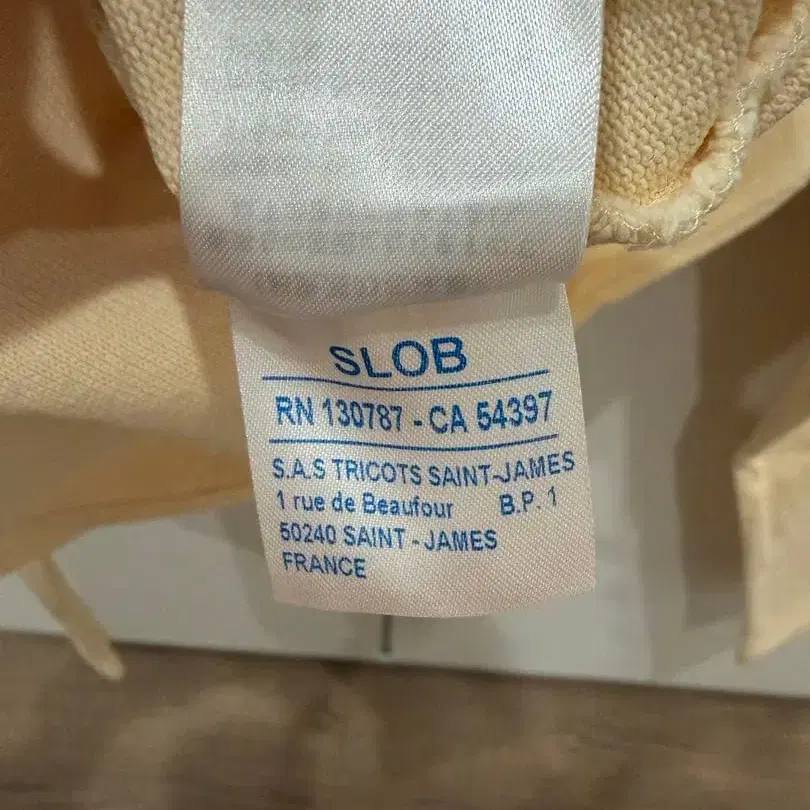 SLOB
RN 130787 - CA 54397
S.A.S TRICOTS SAINT-JAMES
1 rue de Beaufour B.P. 1
50240 SAINT - JAMES
FRANCE